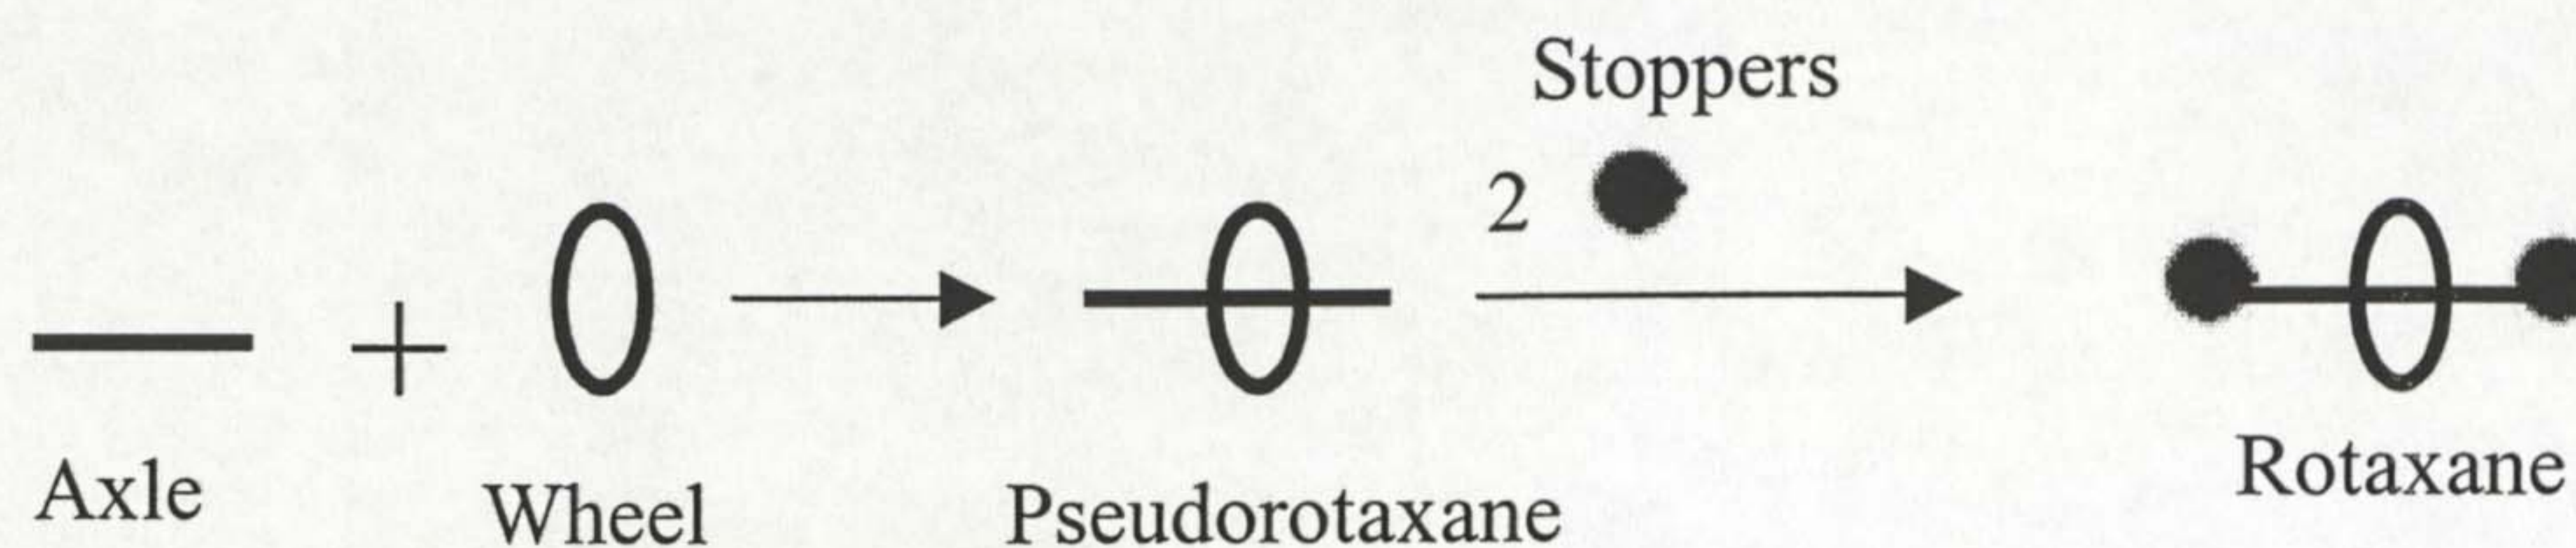 Stoppers
2
+
Axle
Wheel
Pseudorotaxane
Rotaxane